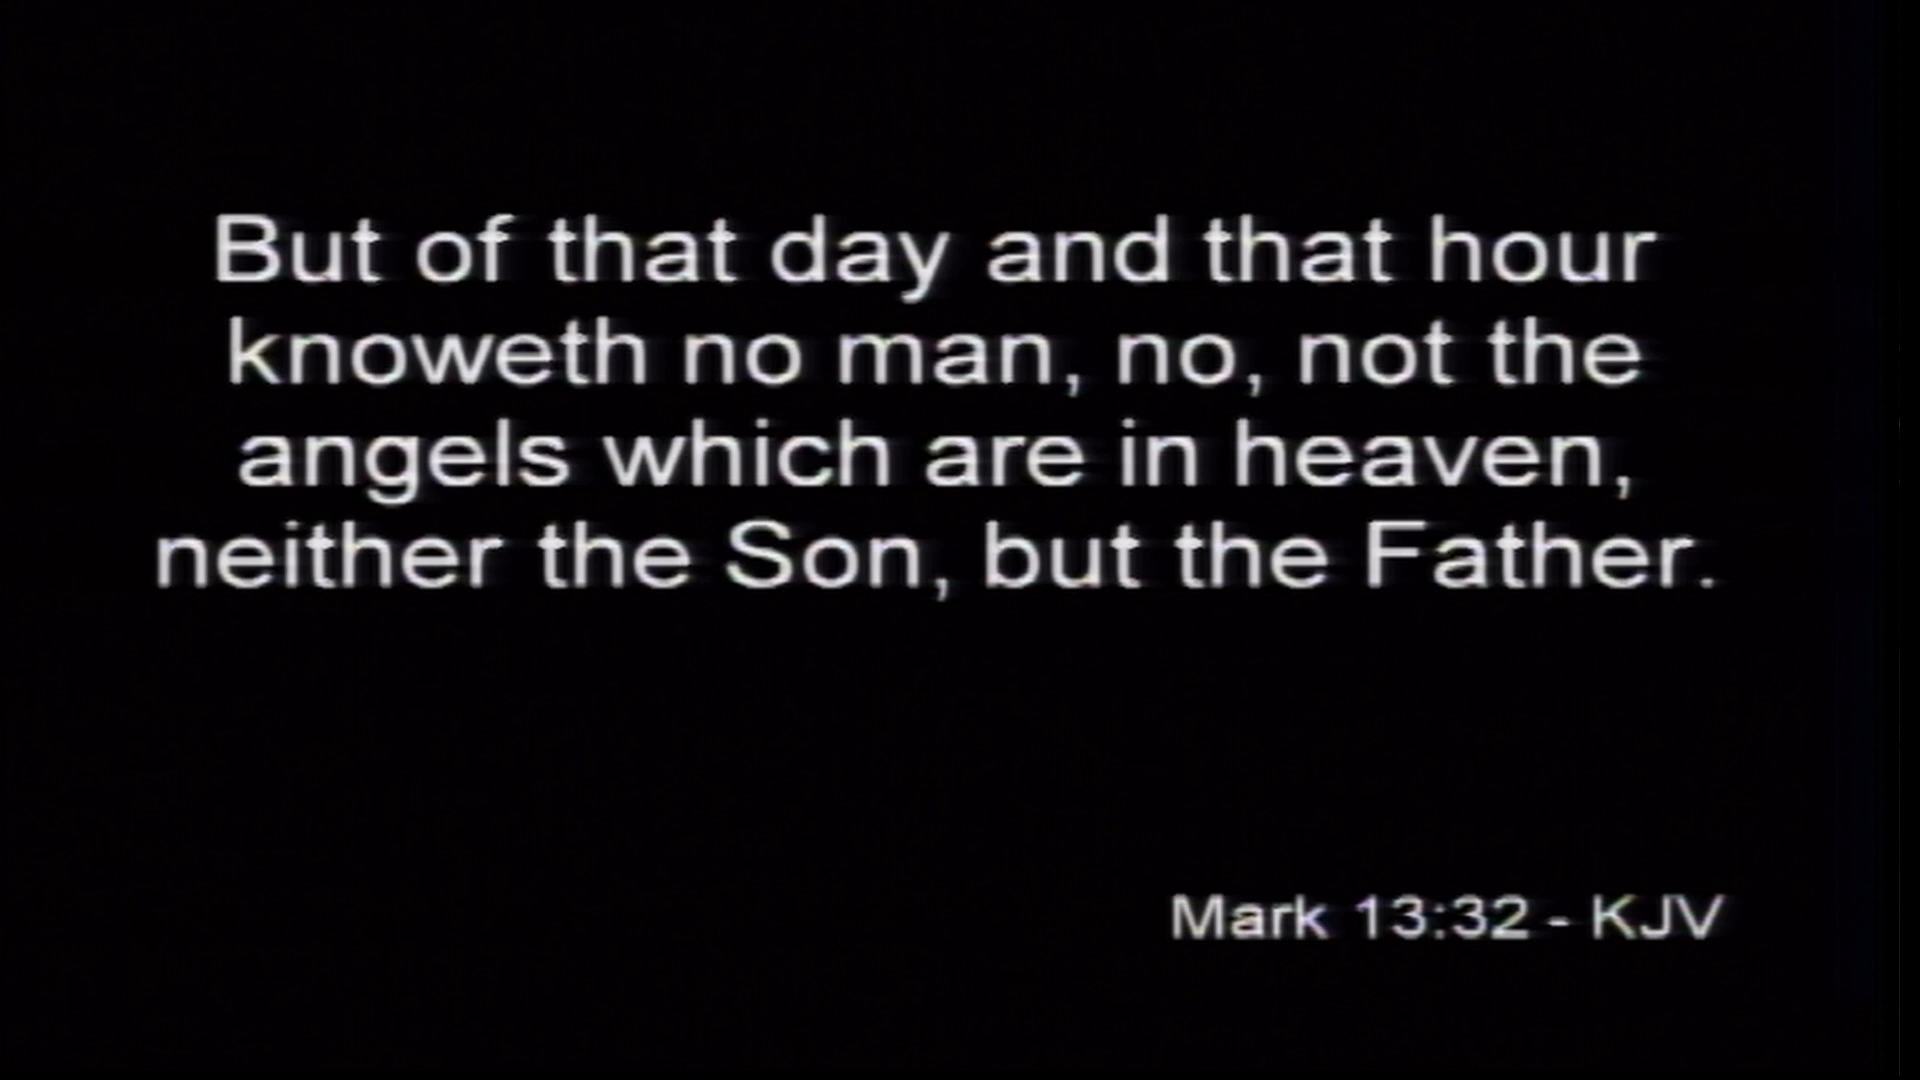 But of that day and that hour
knoweth no man, no, not the
angels which are in heaven,
neither the Son, but the Father.
Mark 13:32 - KJV